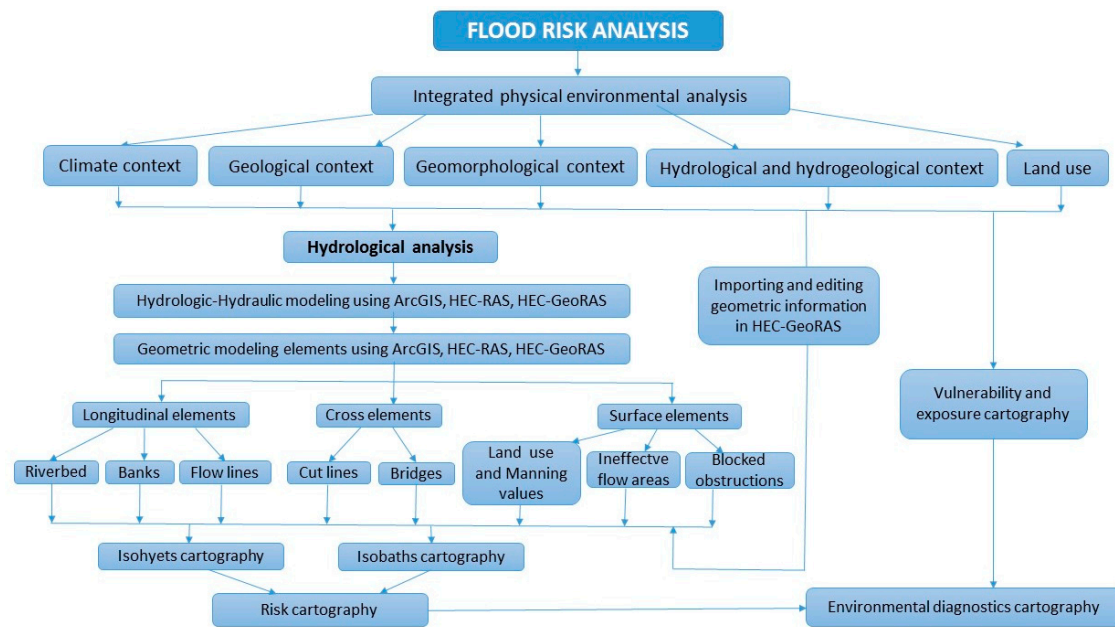 FLOOD RISK ANALYSIS
Integrated physical environmental analysis
Climate context
Geological context
Geomorphological context
Hydrological and hydrogeological context
Land use
Hydrological analysis
Hydrologic-Hydraulic modeling using ArcGIS, HEC-RAS, HEC-GeoRAS
Geometric modeling elements using ArcGIS, HEC-RAS, HEC-GeoRAS
Importing and editing
geometric information
in HEC-GeoRAS
Vulnerability and
exposure cartography
Longitudinal elements
Cross elements
Surface elements
Riverbed
Banks
Flow lines
Cut lines
Bridges
Land use
and Manning
values
Ineffectve
flow areas
Blocked
obstructions
Isohyets cartography
Isobaths cartography
Risk cartography
Environmental diagnostics cartography